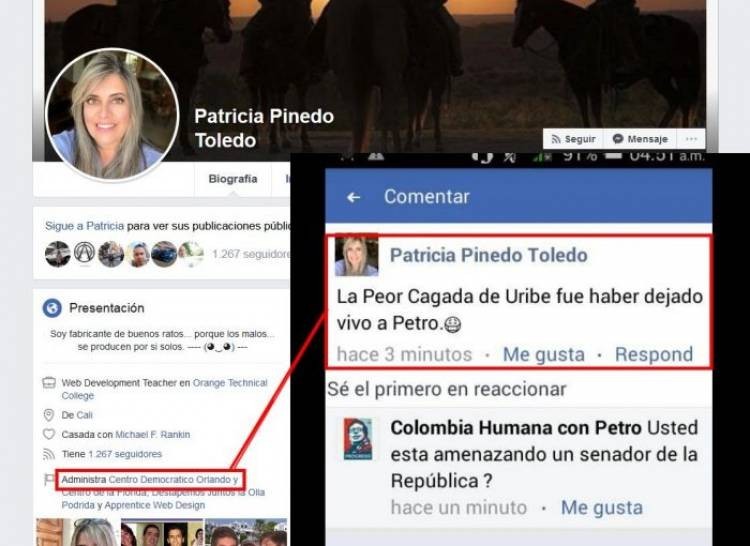 Patricia Pinedo
Toledo
Seguir
Mensaje
Biografía
Sigue a Patricia para ver sus publicaciones públic
1.267 seguidores
Presentación
Soy fabricante de buenos ratos... porque los malos...
se producen por si solos. ---- (◕‿◕) ---
Web Development Teacher en Orange Technical
College
De Cali
Casada con Michael F. Rankin
Tiene 1.267 seguidores
Administra Centro Democratico Orlando y
Centro de la Florida, Destapemos Juntos la Olla
Podrida y Apprentice Web Design
91% 04:51 a.m.
Comentar
Patricia Pinedo Toledo
La Peor Cagada de Uribe fue haber dejado
vivo a Petro.
hace 3 minutos · Me gusta · Respond
Sé el primero en reaccionar
Colombia Humana con Petro Usted
esta amenazando un senador de la
República ?
hace un minuto · Me gusta